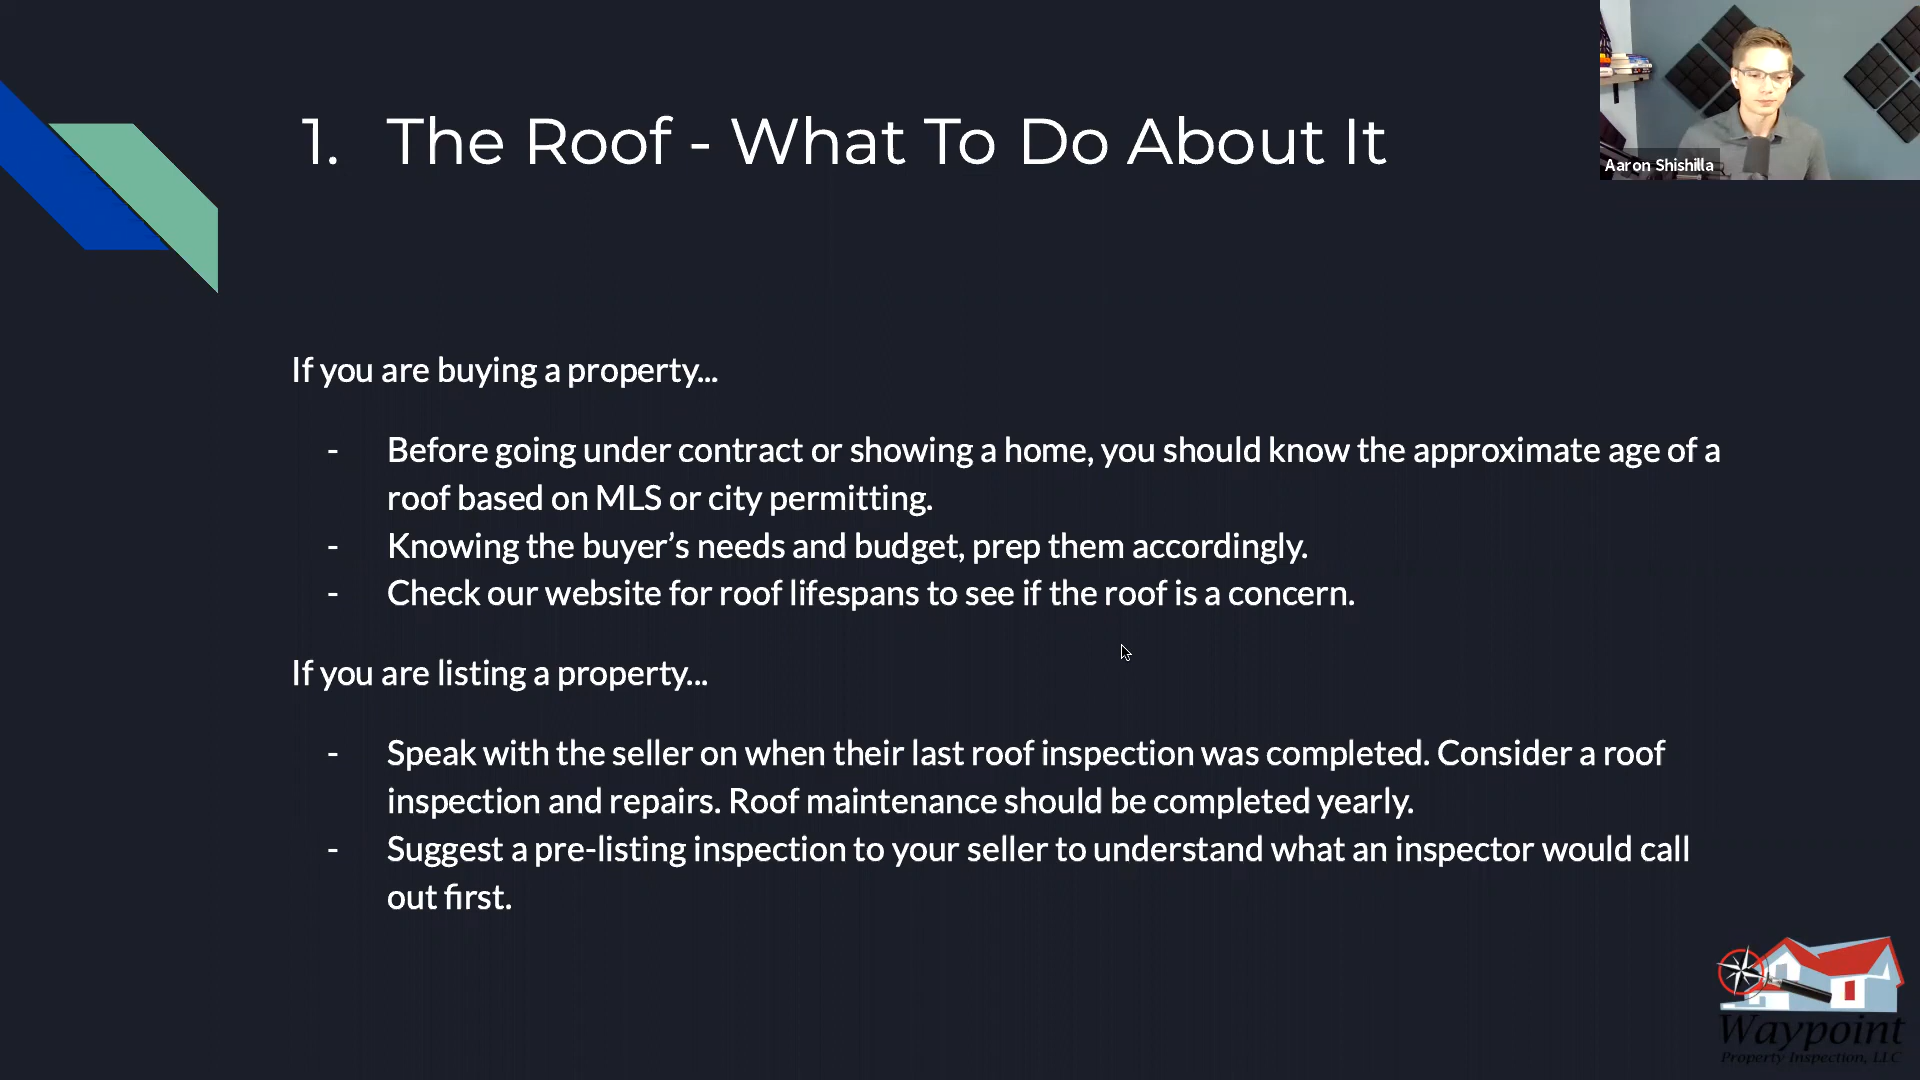 1. The Roof - What To Do About It
Aaron Shishilla
If you are buying a property...
- Before going under contract or showing a home, you should know the approximate age of a
roof based on MLS or city permitting.
- Knowing the buyer’s needs and budget, prep them accordingly.
- Check our website for roof lifespans to see if the roof is a concern.
If you are listing a property...
- Speak with the seller on when their last roof inspection was completed. Consider a roof
inspection and repairs. Roof maintenance should be completed yearly.
- Suggest a pre-listing inspection to your seller to understand what an inspector would call
out first.
Waypoint
Property Inspection, LLC